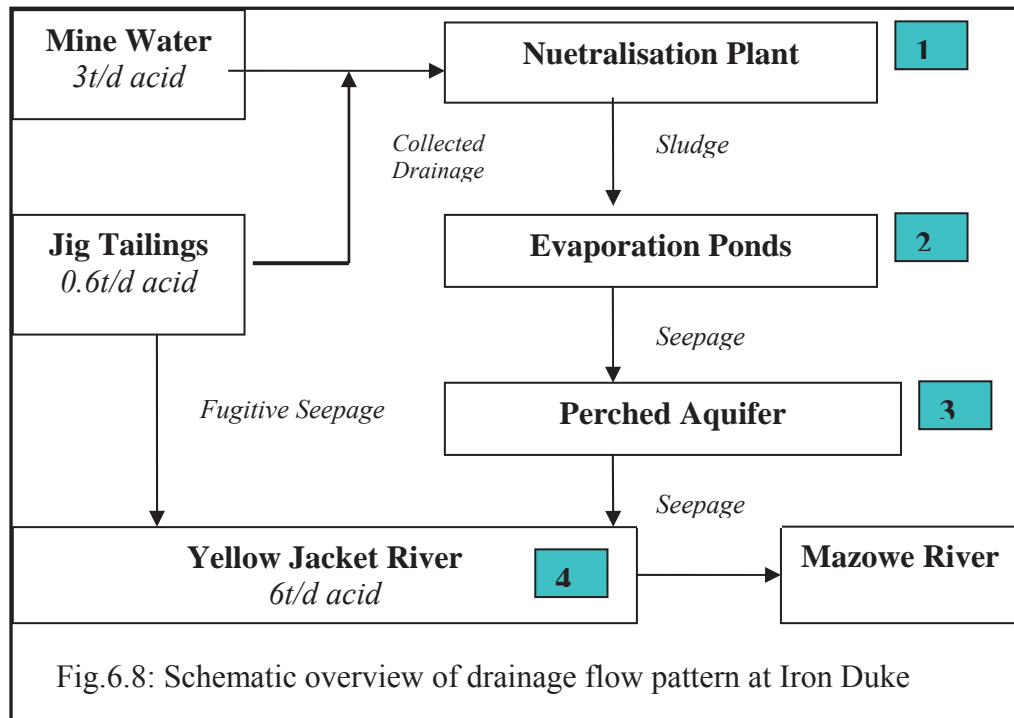 Mine Water
3t/d acid
Nuetralisation Plant
1
Collected
Drainage
Sludge
Jig Tailings
0.6t/d acid
Evaporation Ponds
2
Seepage
Fugitive Seepage
Perched Aquifer
3
Seepage
Yellow Jacket River
6t/d acid
4
Mazowe River
Fig.6.8: Schematic overview of drainage flow pattern at Iron Duke